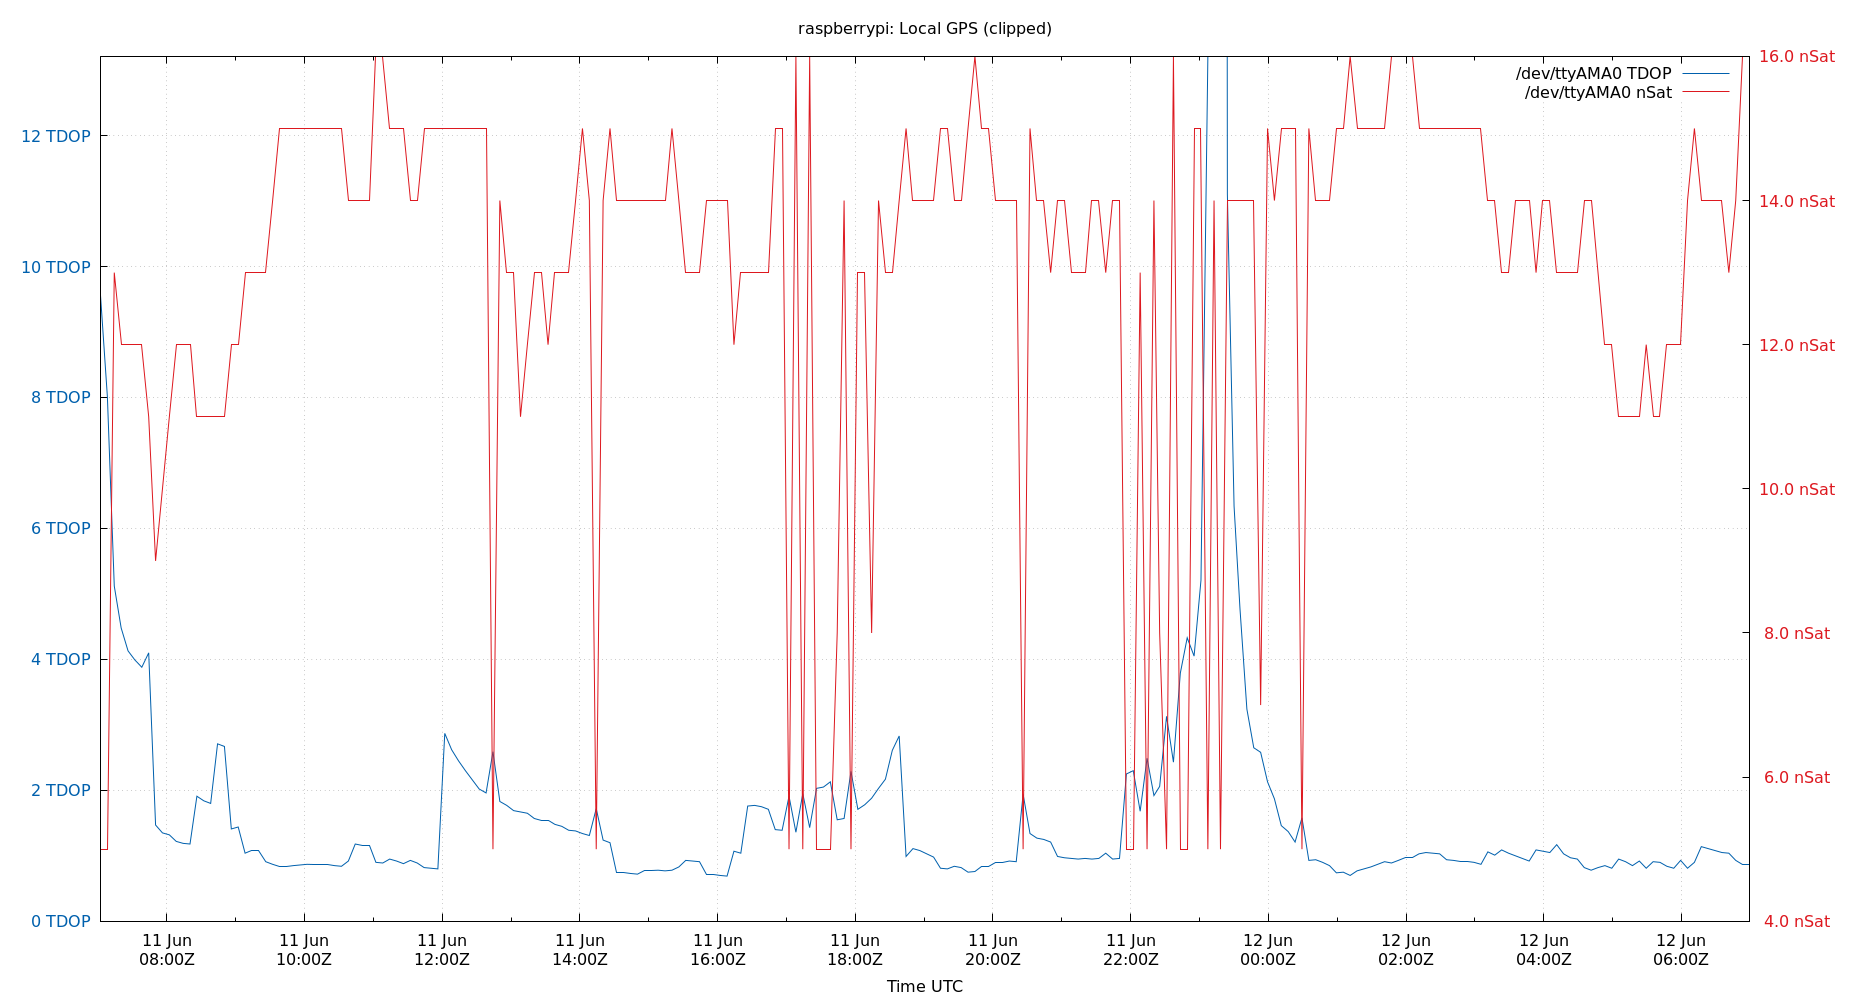 raspberrypi: Local GPS (clipped)
/dev/ttyAMA0 TDOP
/dev/ttyAMA0 nSat
12 TDOP
10 TDOP
8 TDOP
6 TDOP
4 TDOP
2 TDOP
0 TDOP
16.0 nSat
14.0 nSat
12.0 nSat
10.0 nSat
8.0 nSat
6.0 nSat
4.0 nSat
11 Jun 11 Jun 11 Jun 11 Jun 11 Jun 11 Jun 11 Jun 11 Jun 12 Jun 12 Jun 12 Jun 12 Jun
08:00Z 10:00Z 12:00Z 14:00Z 16:00Z 18:00Z 20:00Z 22:00Z 00:00Z 02:00Z 04:00Z 06:00Z
Time UTC